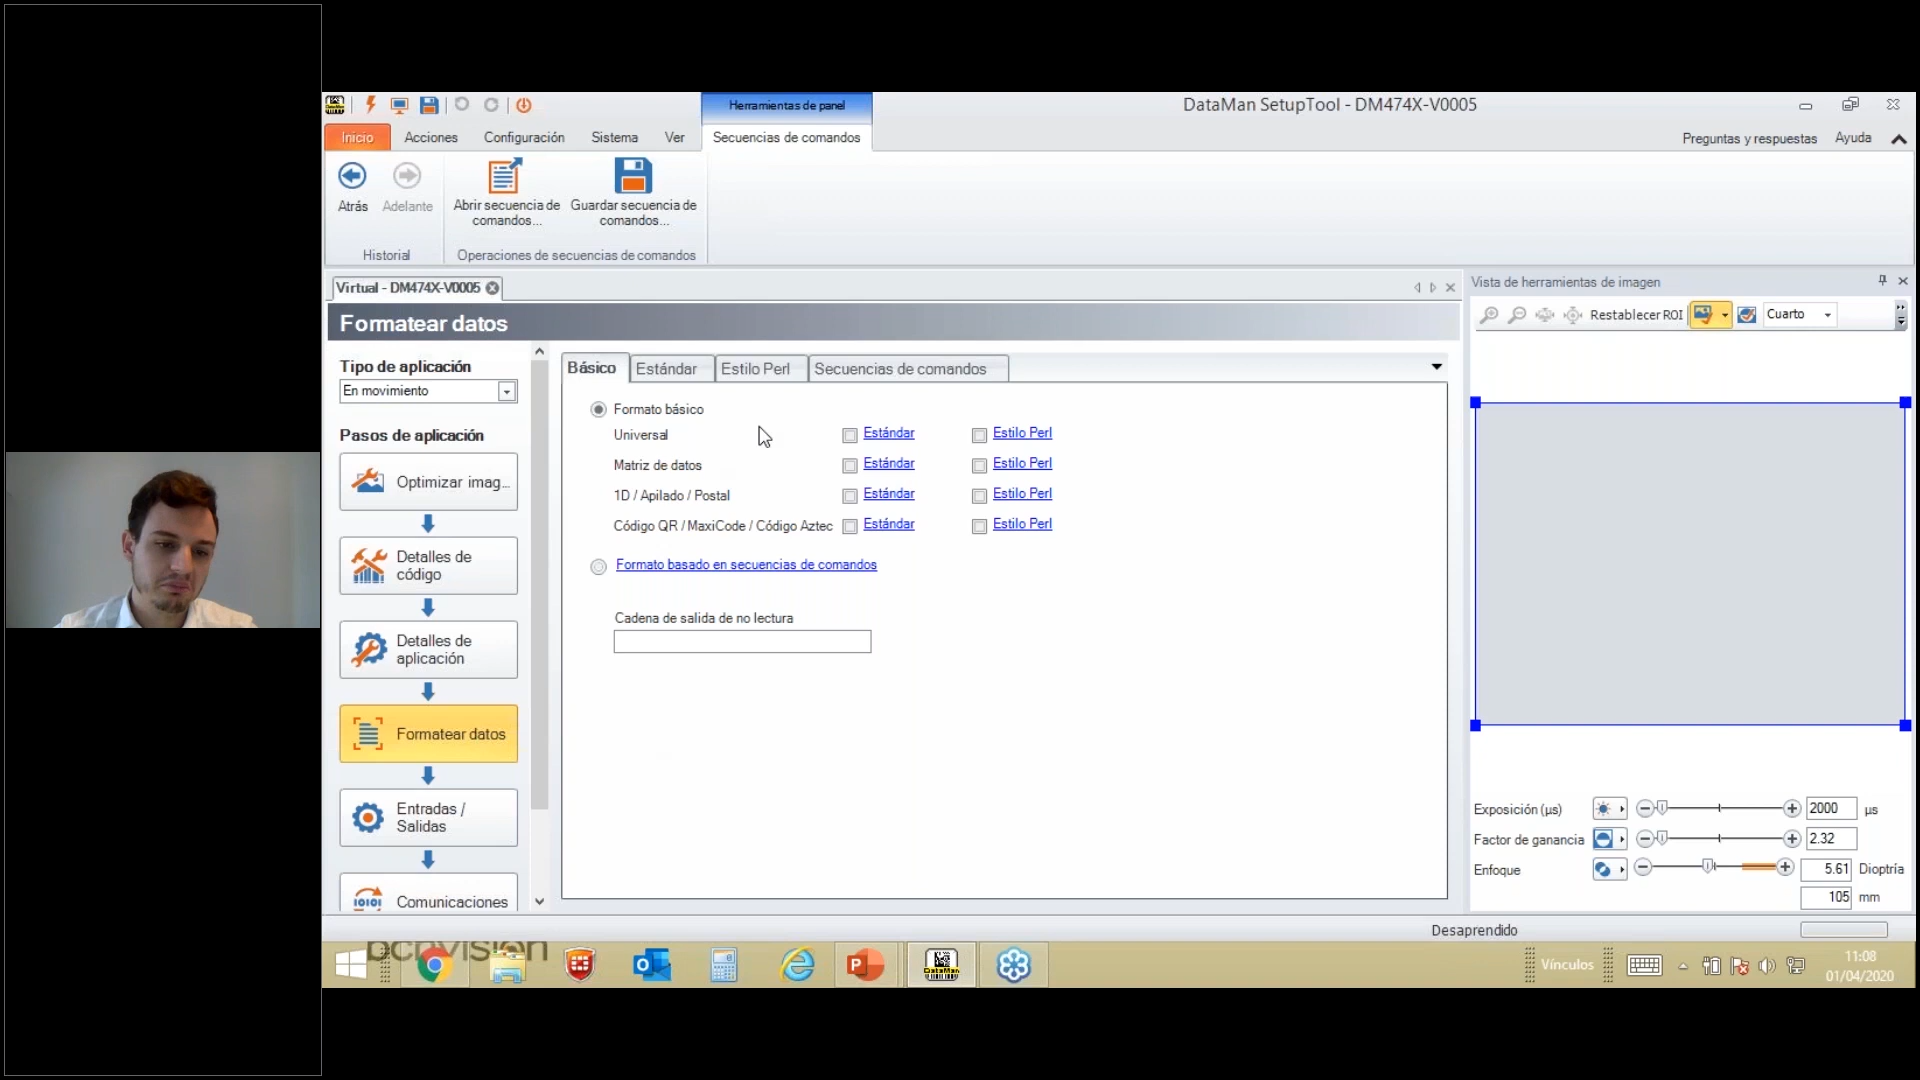 Herramientas de panel
DataMan SetupTool - DM474X-V0005
Inicio
Acciones
Configuración
Sistema
Ver
Secuencias de comandos
Preguntas y respuestas
Ayuda
Atrás
Adelante
Abrir secuencia de
comandos...
Guardar secuencia de
comandos...
Historial
Operaciones de secuencias de comandos
Virtual - DM474X-V0005
Vista de herramientas de imagen
Formatear datos
Restablecer ROI
Cuarto
Tipo de aplicación
En movimiento
Pasos de aplicación
Optimizar imag...
Detalles de
código
Detalles de
aplicación
Formatear datos
Entradas /
Salidas
Comunicaciones
Básico
Estándar
Estilo Perl
Secuencias de comandos
Formato básico
Universal
Estándar
Estilo Perl
Matriz de datos
Estándar
Estilo Perl
1D / Apilado / Postal
Estándar
Estilo Perl
Código QR / MaxiCode / Código Aztec
Estándar
Estilo Perl
Formato basado en secuencias de comandos
Cadena de salida de no lectura
Exposición (µs)
2000
µs
Factor de ganancia
2.32
Enfoque
5.61
Dioptría
105
mm
Desaprendido
bcnvision
DataMan
Vínculos
11:08
01/04/2020